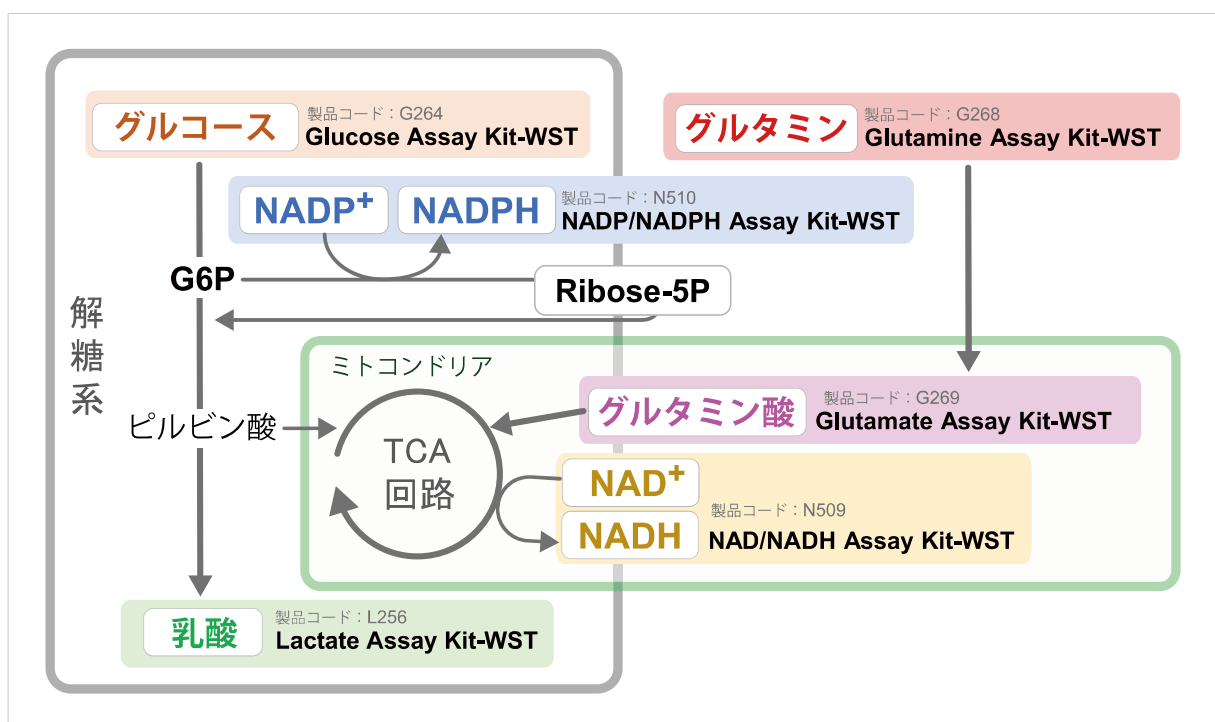 グルコース
製品コード：G264
Glucose Assay Kit-WST
グルタミン
製品コード：G268
Glutamine Assay Kit-WST
NADP⁺
NADPH
製品コード：N510
NADP/NADPH Assay Kit-WST
G6P
Ribose-5P
解糖系
ミトコンドリア
グルタミン酸
製品コード：G269
Glutamate Assay Kit-WST
ピルビン酸
TCA
回路
NAD⁺
NADH
製品コード：N509
NAD/NADH Assay Kit-WST
乳酸
製品コード：L256
Lactate Assay Kit-WST